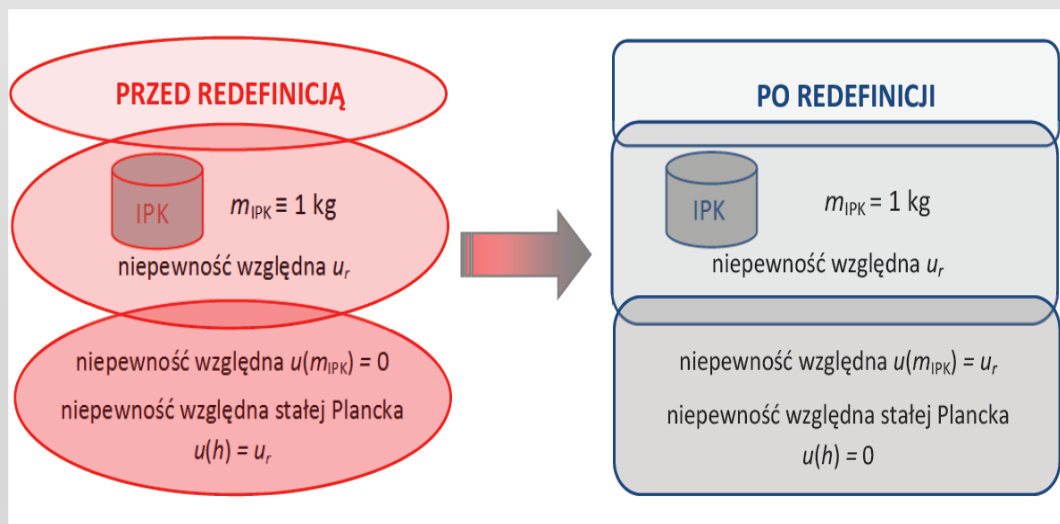 PRZED REDEFINICJĄ
IPK
mIPK ≡ 1 kg
niepewność względna ur
niepewność względna u(mIPK) = 0
niepewność względna stałej Plancka
u(h) = ur
PO REDEFINICJI
IPK
mIPK = 1 kg
niepewność względna ur
niepewność względna u(mIPK) = ur
niepewność względna stałej Plancka
u(h) = 0